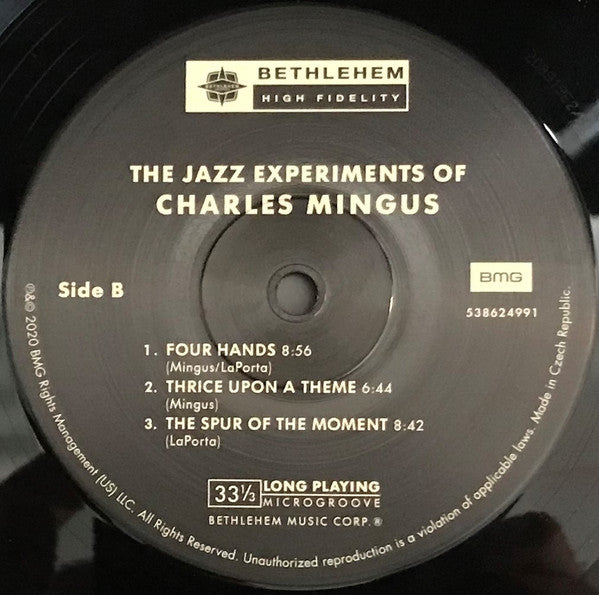 BETHLEHEM
BETHLEHEM
HIGH FIDELITY
THE JAZZ EXPERIMENTS OF
CHARLES MINGUS
Side B
BMG
538624991
1. FOUR HANDS 8:56
(Mingus/LaPorta)
2. THRICE UPON A THEME 6:44
(Mingus)
3. THE SPUR OF THE MOMENT 8:42
(LaPorta)
33⅓ LONG PLAYING
MICROGROOVE
BETHLEHEM MUSIC CORP.®
℗&© 2020 BMG Rights Management (US) LLC. All Rights Reserved. Unauthorized reproduction is a violation of applicable laws. Made in Czech Republic.